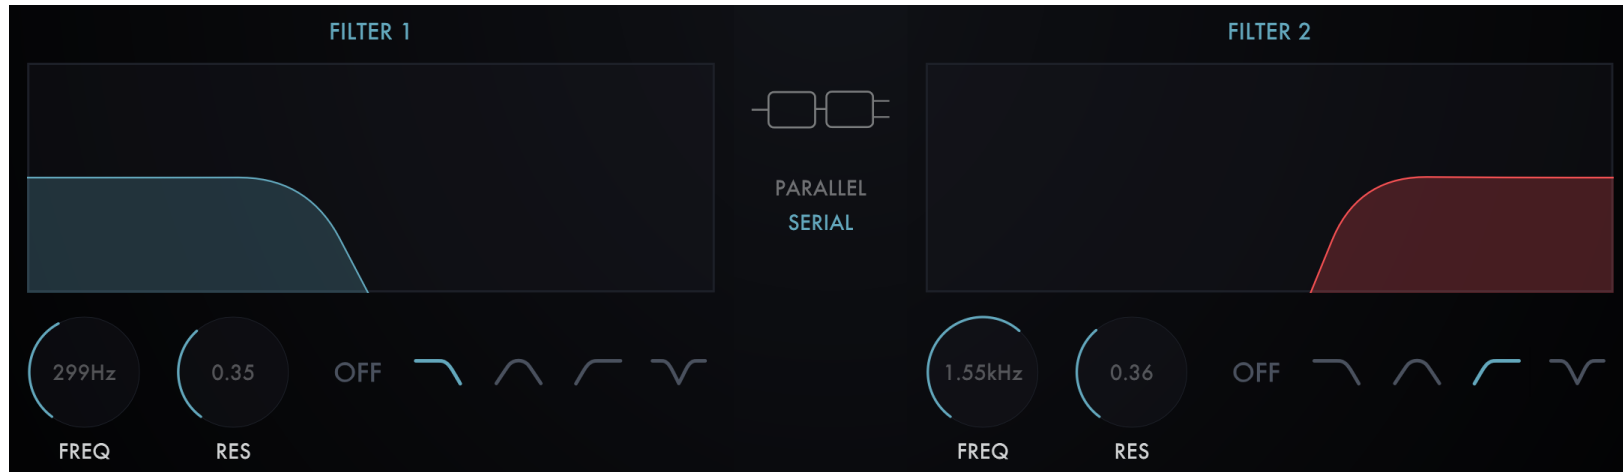 FILTER 1
FILTER 2
PARALLEL
SERIAL
299Hz
0.35
OFF
1.55kHz
0.36
OFF
FREQ
RES
FREQ
RES